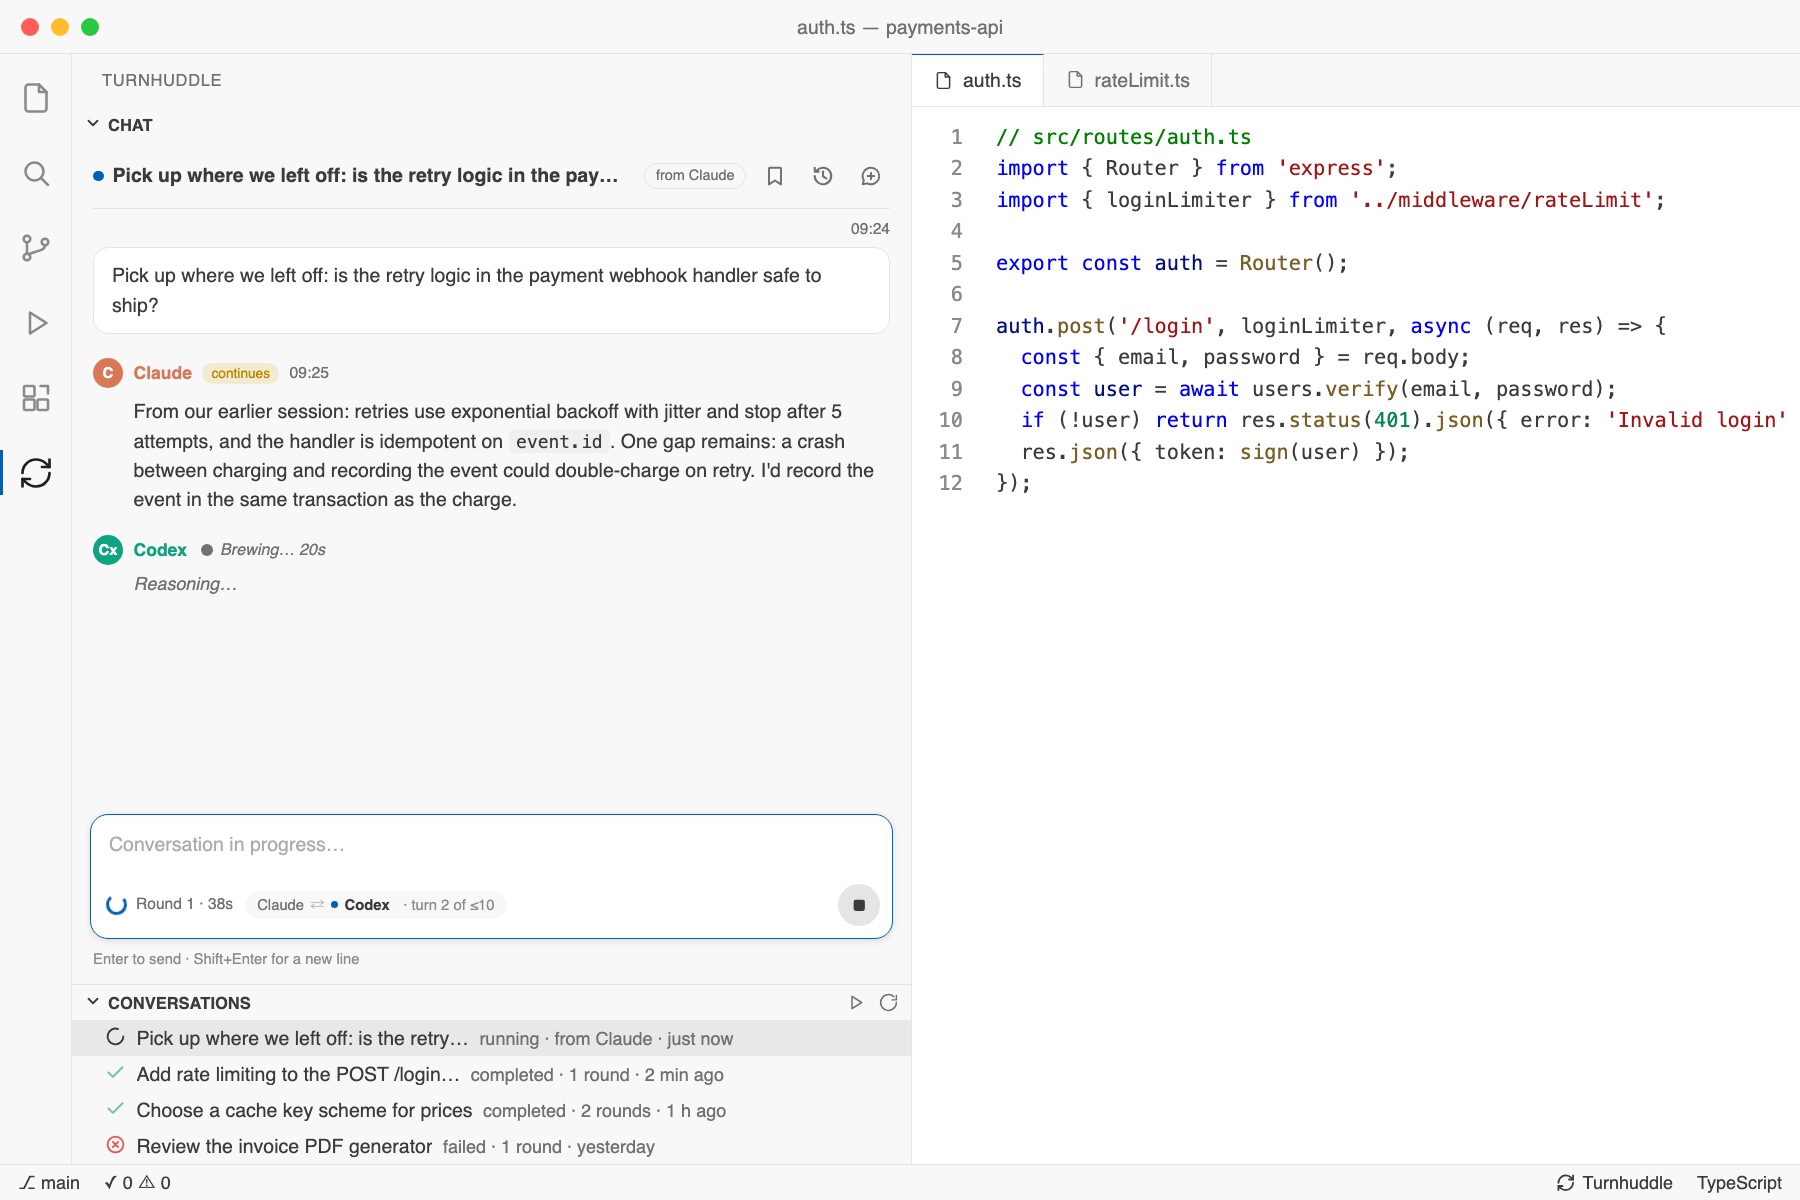 auth.ts — payments-api
TURNHUDDLE
CHAT
Pick up where we left off: is the retry logic in the pay…
from Claude
09:24
Pick up where we left off: is the retry logic in the payment webhook handler safe to
ship?
C Claude continues 09:25
From our earlier session: retries use exponential backoff with jitter and stop after 5
attempts, and the handler is idempotent on event.id. One gap remains: a crash
between charging and recording the event could double-charge on retry. I'd record the
event in the same transaction as the charge.
Cx Codex Brewing… 20s
Reasoning…
Conversation in progress…
Round 1 · 38s Claude ⇄ Codex · turn 2 of ≤10
Enter to send · Shift+Enter for a new line
CONVERSATIONS
Pick up where we left off: is the retry… running · from Claude · just now
Add rate limiting to the POST /login… completed · 1 round · 2 min ago
Choose a cache key scheme for prices completed · 2 rounds · 1 h ago
Review the invoice PDF generator failed · 1 round · yesterday
auth.ts rateLimit.ts
1 // src/routes/auth.ts
2 import { Router } from 'express';
3 import { loginLimiter } from '../middleware/rateLimit';
4
5 export const auth = Router();
6
7 auth.post('/login', loginLimiter, async (req, res) => {
8 const { email, password } = req.body;
9 const user = await users.verify(email, password);
10 if (!user) return res.status(401).json({ error: 'Invalid login'
11 res.json({ token: sign(user) });
12 });
main ✓ 0 ⚠ 0
Turnhuddle TypeScript